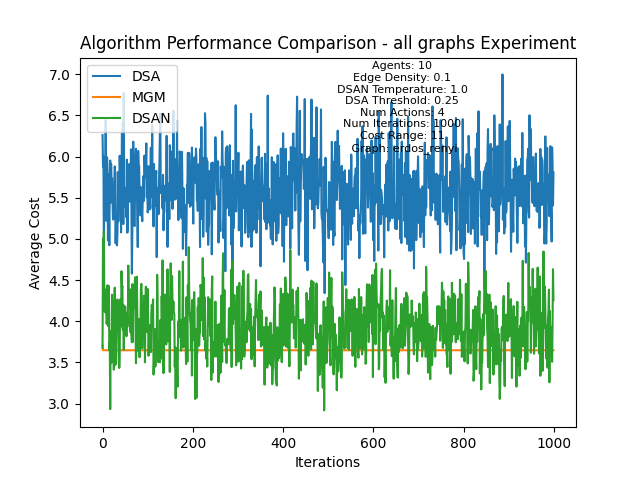 Algorithm Performance Comparison - all graphs Experiment
DSA
MGM
DSAN
Agents: 10
Edge Density: 0.1
DSAN Temperature: 1.0
DSA Threshold: 0.25
Num Actions: 4
Num Iterations: 1000
Cost Range: 11
Graph: erdos_renyi
7.0
6.5
6.0
5.5
5.0
4.5
4.0
3.5
3.0
Average Cost
0 200 400 600 800 1000
Iterations